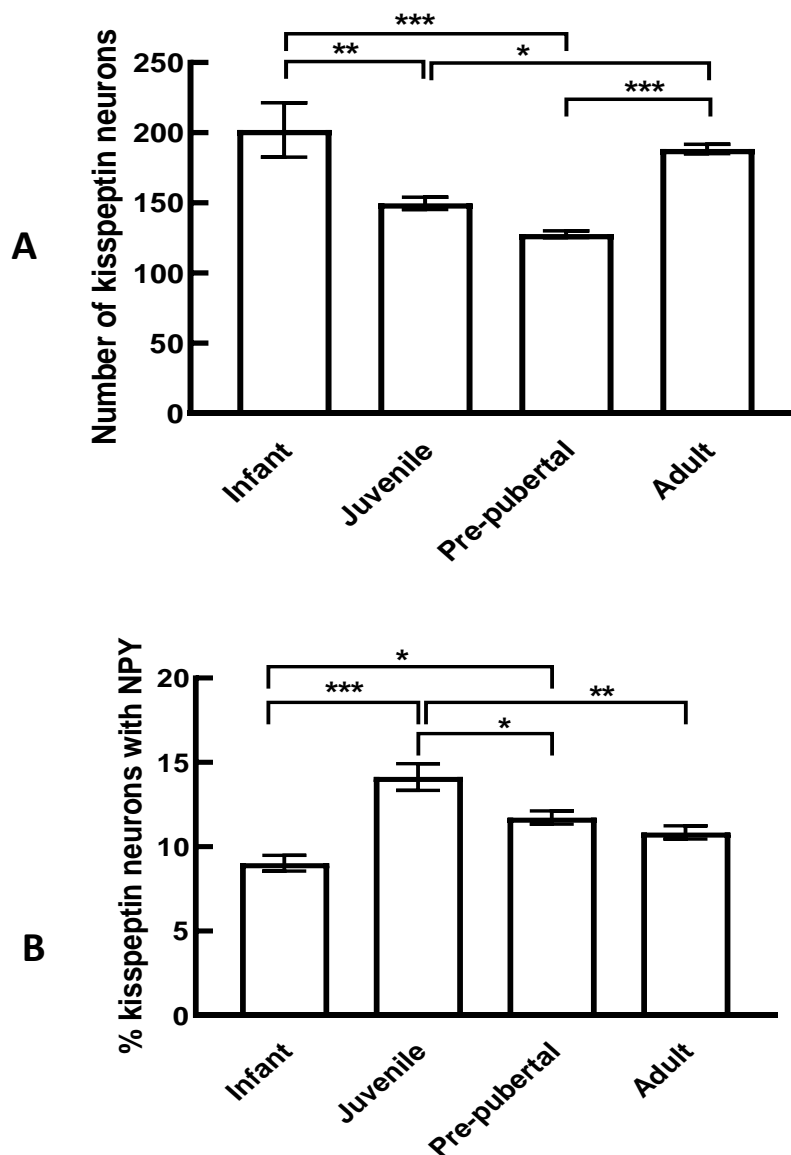 ***
**
*
***
250
200
150
100
50
0
Number of kisspeptin neurons
A
Infant
Juvenile
Pre-pubertal
Adult
*
***
**
*
20
15
10
5
0
% kisspeptin neurons with NPY
B
Infant
Juvenile
Pre-pubertal
Adult